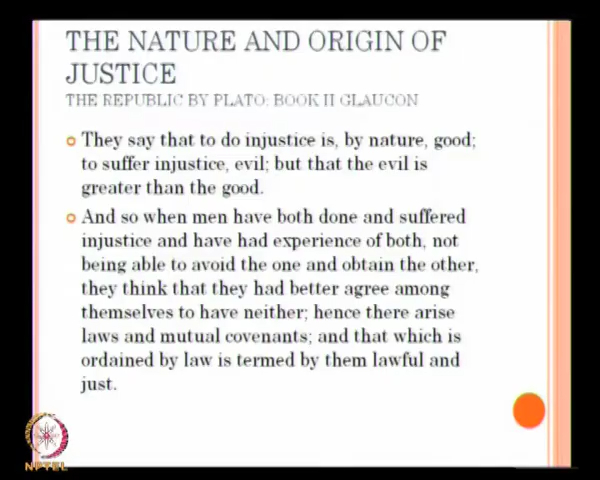 THE NATURE AND ORIGIN OF
JUSTICE
THE REPUBLIC BY PLATO: BOOK II GLAUCON
They say that to do injustice is, by nature, good;
to suffer injustice, evil; but that the evil is
greater than the good.
And so when men have both done and suffered
injustice and have had experience of both, not
being able to avoid the one and obtain the other,
they think that they had better agree among
themselves to have neither; hence there arise
laws and mutual covenants; and that which is
ordained by law is termed by them lawful and
just.
NPTEL